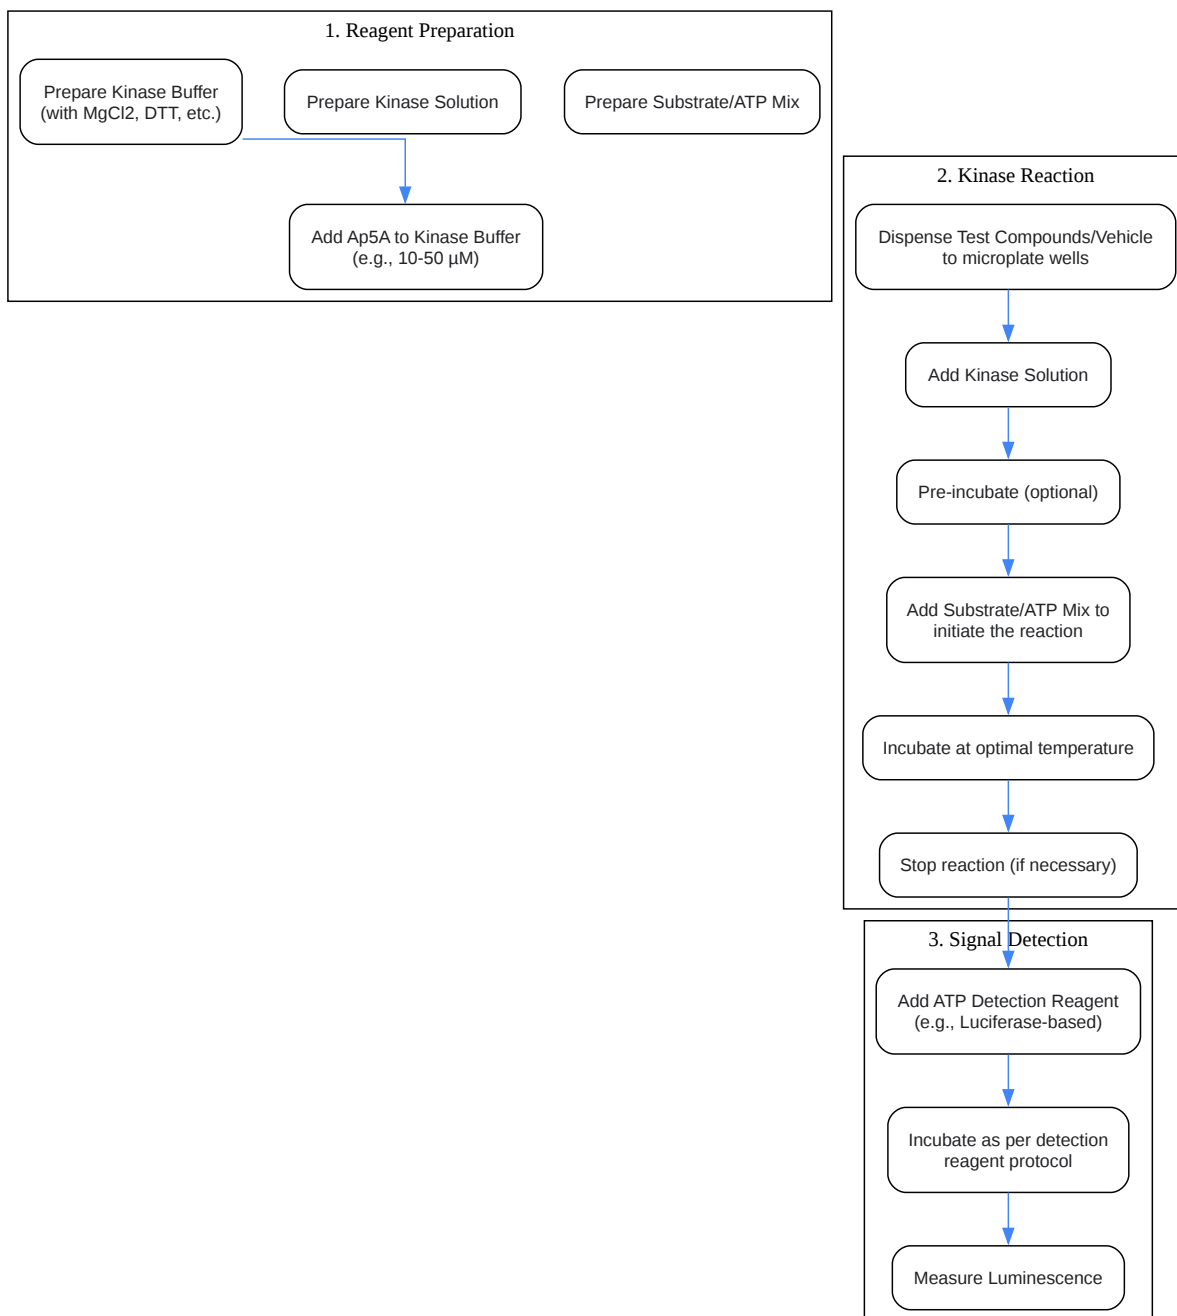 1. Reagent Preparation
Prepare Kinase Buffer
(with MgCl2, DTT, etc.)
Prepare Kinase Solution
Prepare Substrate/ATP Mix
Add Ap5A to Kinase Buffer
(e.g., 10-50 µM)
2. Kinase Reaction
Dispense Test Compounds/Vehicle
to microplate wells
Add Kinase Solution
Pre-incubate (optional)
Add Substrate/ATP Mix to
initiate the reaction
Incubate at optimal temperature
Stop reaction (if necessary)
3. Signal Detection
Add ATP Detection Reagent
(e.g., Luciferase-based)
Incubate as per detection
reagent protocol
Measure Luminescence